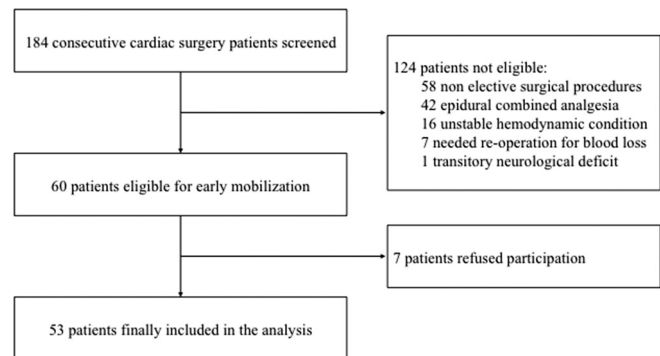 184 consecutive cardiac surgery patients screened
124 patients not eligible:
58 non elective surgical procedures
42 epidural combined analgesia
16 unstable hemodynamic condition
7 needed re-operation for blood loss
1 transitory neurological deficit
60 patients eligible for early mobilization
7 patients refused participation
53 patients finally included in the analysis